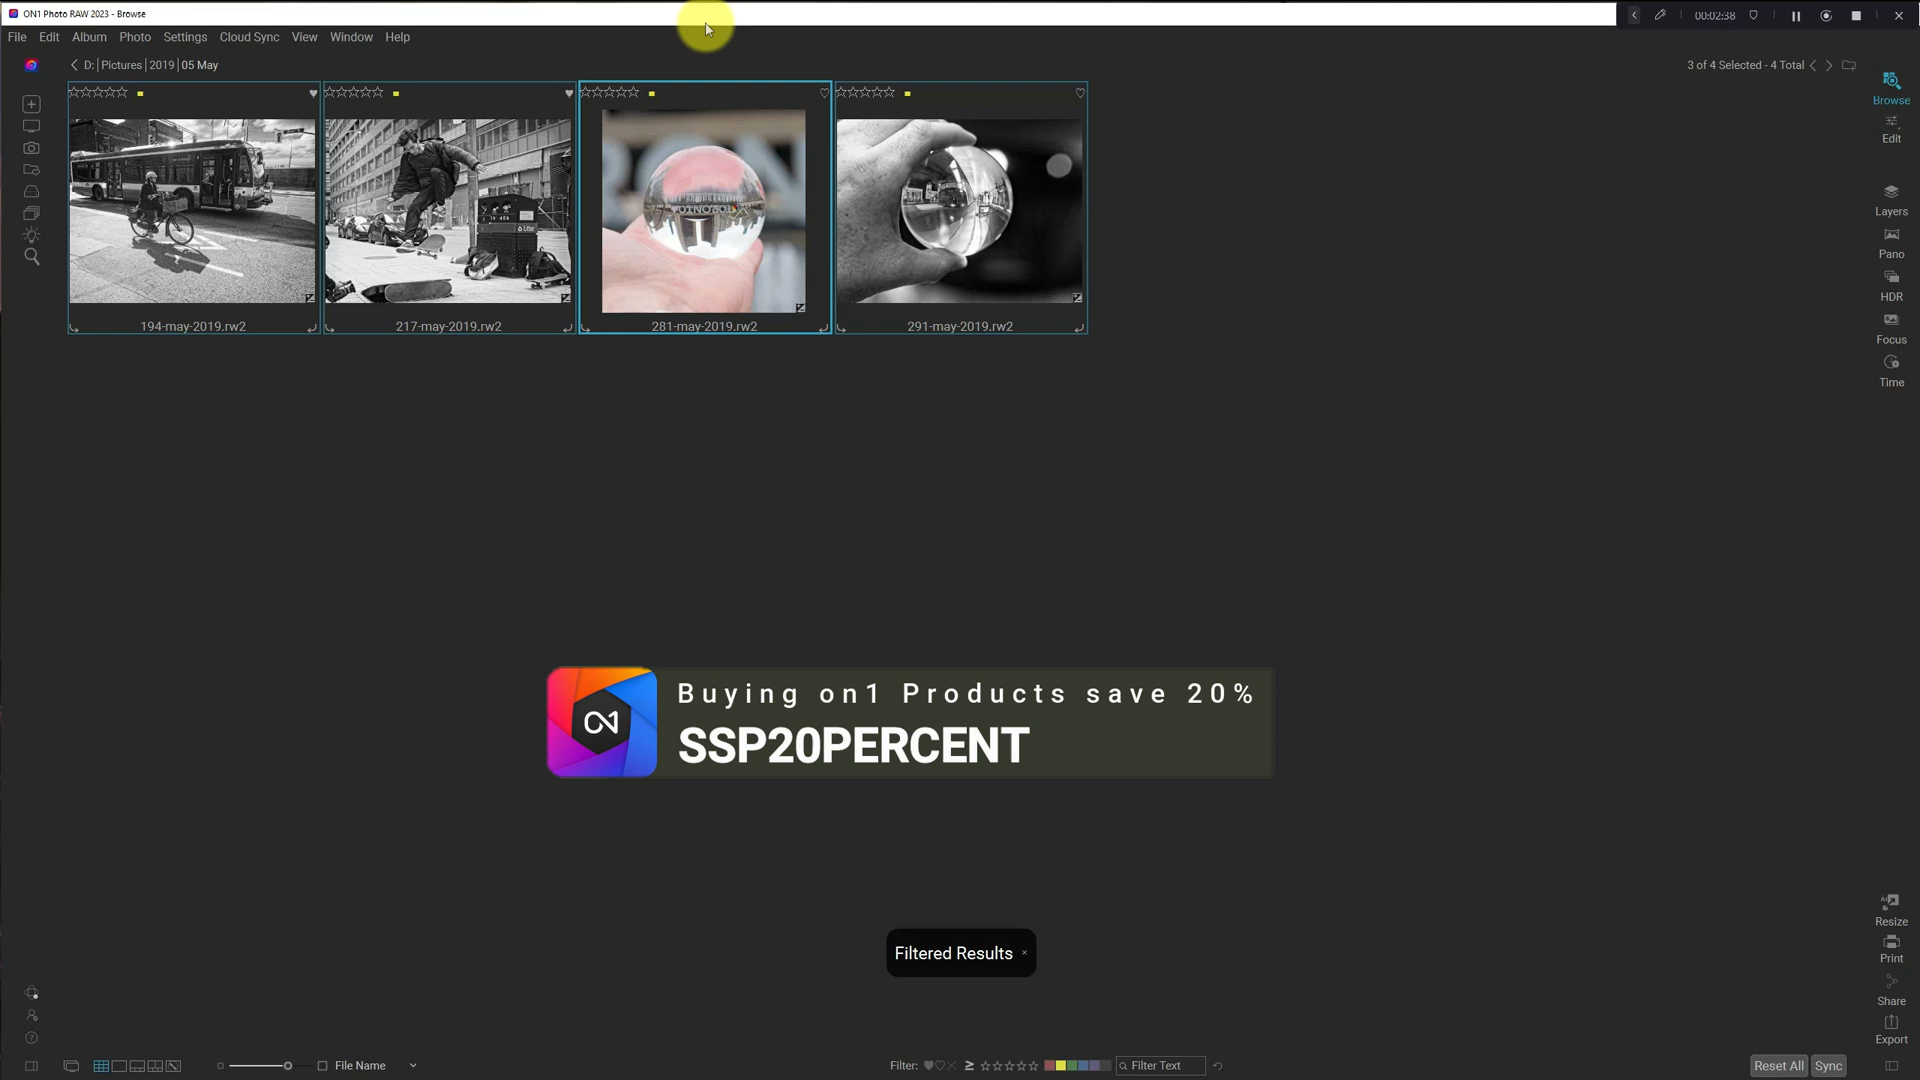 ON1 Photo RAW 2023 - Browse
00:02:38
File Edit Album Photo Settings Cloud Sync View Window Help
D: Pictures 2019 05 May
3 of 4 Selected - 4 Total
Browse
Edit
Layers
Pano
HDR
Focus
Time
194-may-2019.rw2
217-may-2019.rw2
281-may-2019.rw2
291-may-2019.rw2
Buying on1 Products save 20%
SSP20PERCENT
Filtered Results
Resize
Print
Share
Export
File Name
Filter:
Filter Text
Reset All
Sync